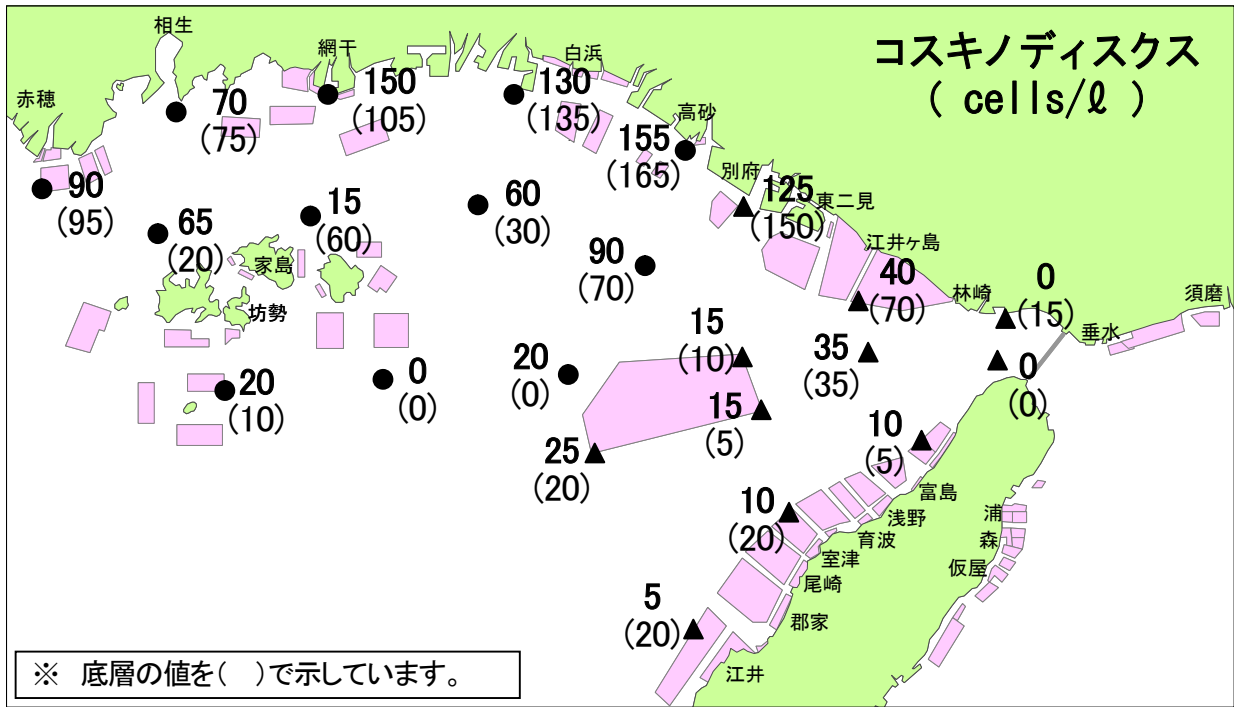 コスキノディスクス
( cells/ℓ )
相生
網干
白浜
赤穂
高砂
別府
東二見
江井ヶ島
林崎
垂水
須磨
家島
坊勢
富島
浅野
育波
室津
尾崎
郡家
江井
浦
森
仮屋
70
(75)
150
(105)
130
(135)
155
(165)
90
(95)
65
(20)
15
(60)
60
(30)
125
(150)
90
(70)
40
(70)
0
(15)
15
(10)
35
(35)
0
(0)
20
(10)
0
(0)
20
(0)
15
(5)
25
(20)
10
(5)
10
(20)
5
(20)
※ 底層の値を( )で示しています。